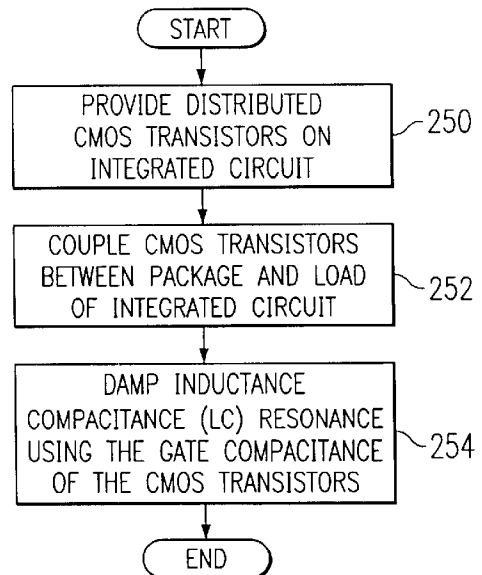 START
PROVIDE DISTRIBUTED
CMOS TRANSISTORS ON
INTEGRATED CIRCUIT
250
COUPLE CMOS TRANSISTORS
BETWEEN PACKAGE AND LOAD
OF INTEGRATED CIRCUIT
252
DAMP INDUCTANCE
COMPACITANCE (LC) RESONANCE
USING THE GATE COMPACITANCE
OF THE CMOS TRANSISTORS
254
END